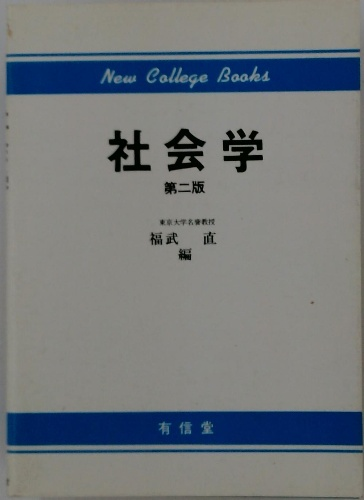 New College Books
社会学
第二版
東京大学名誉教授
福武 直
編
有信堂